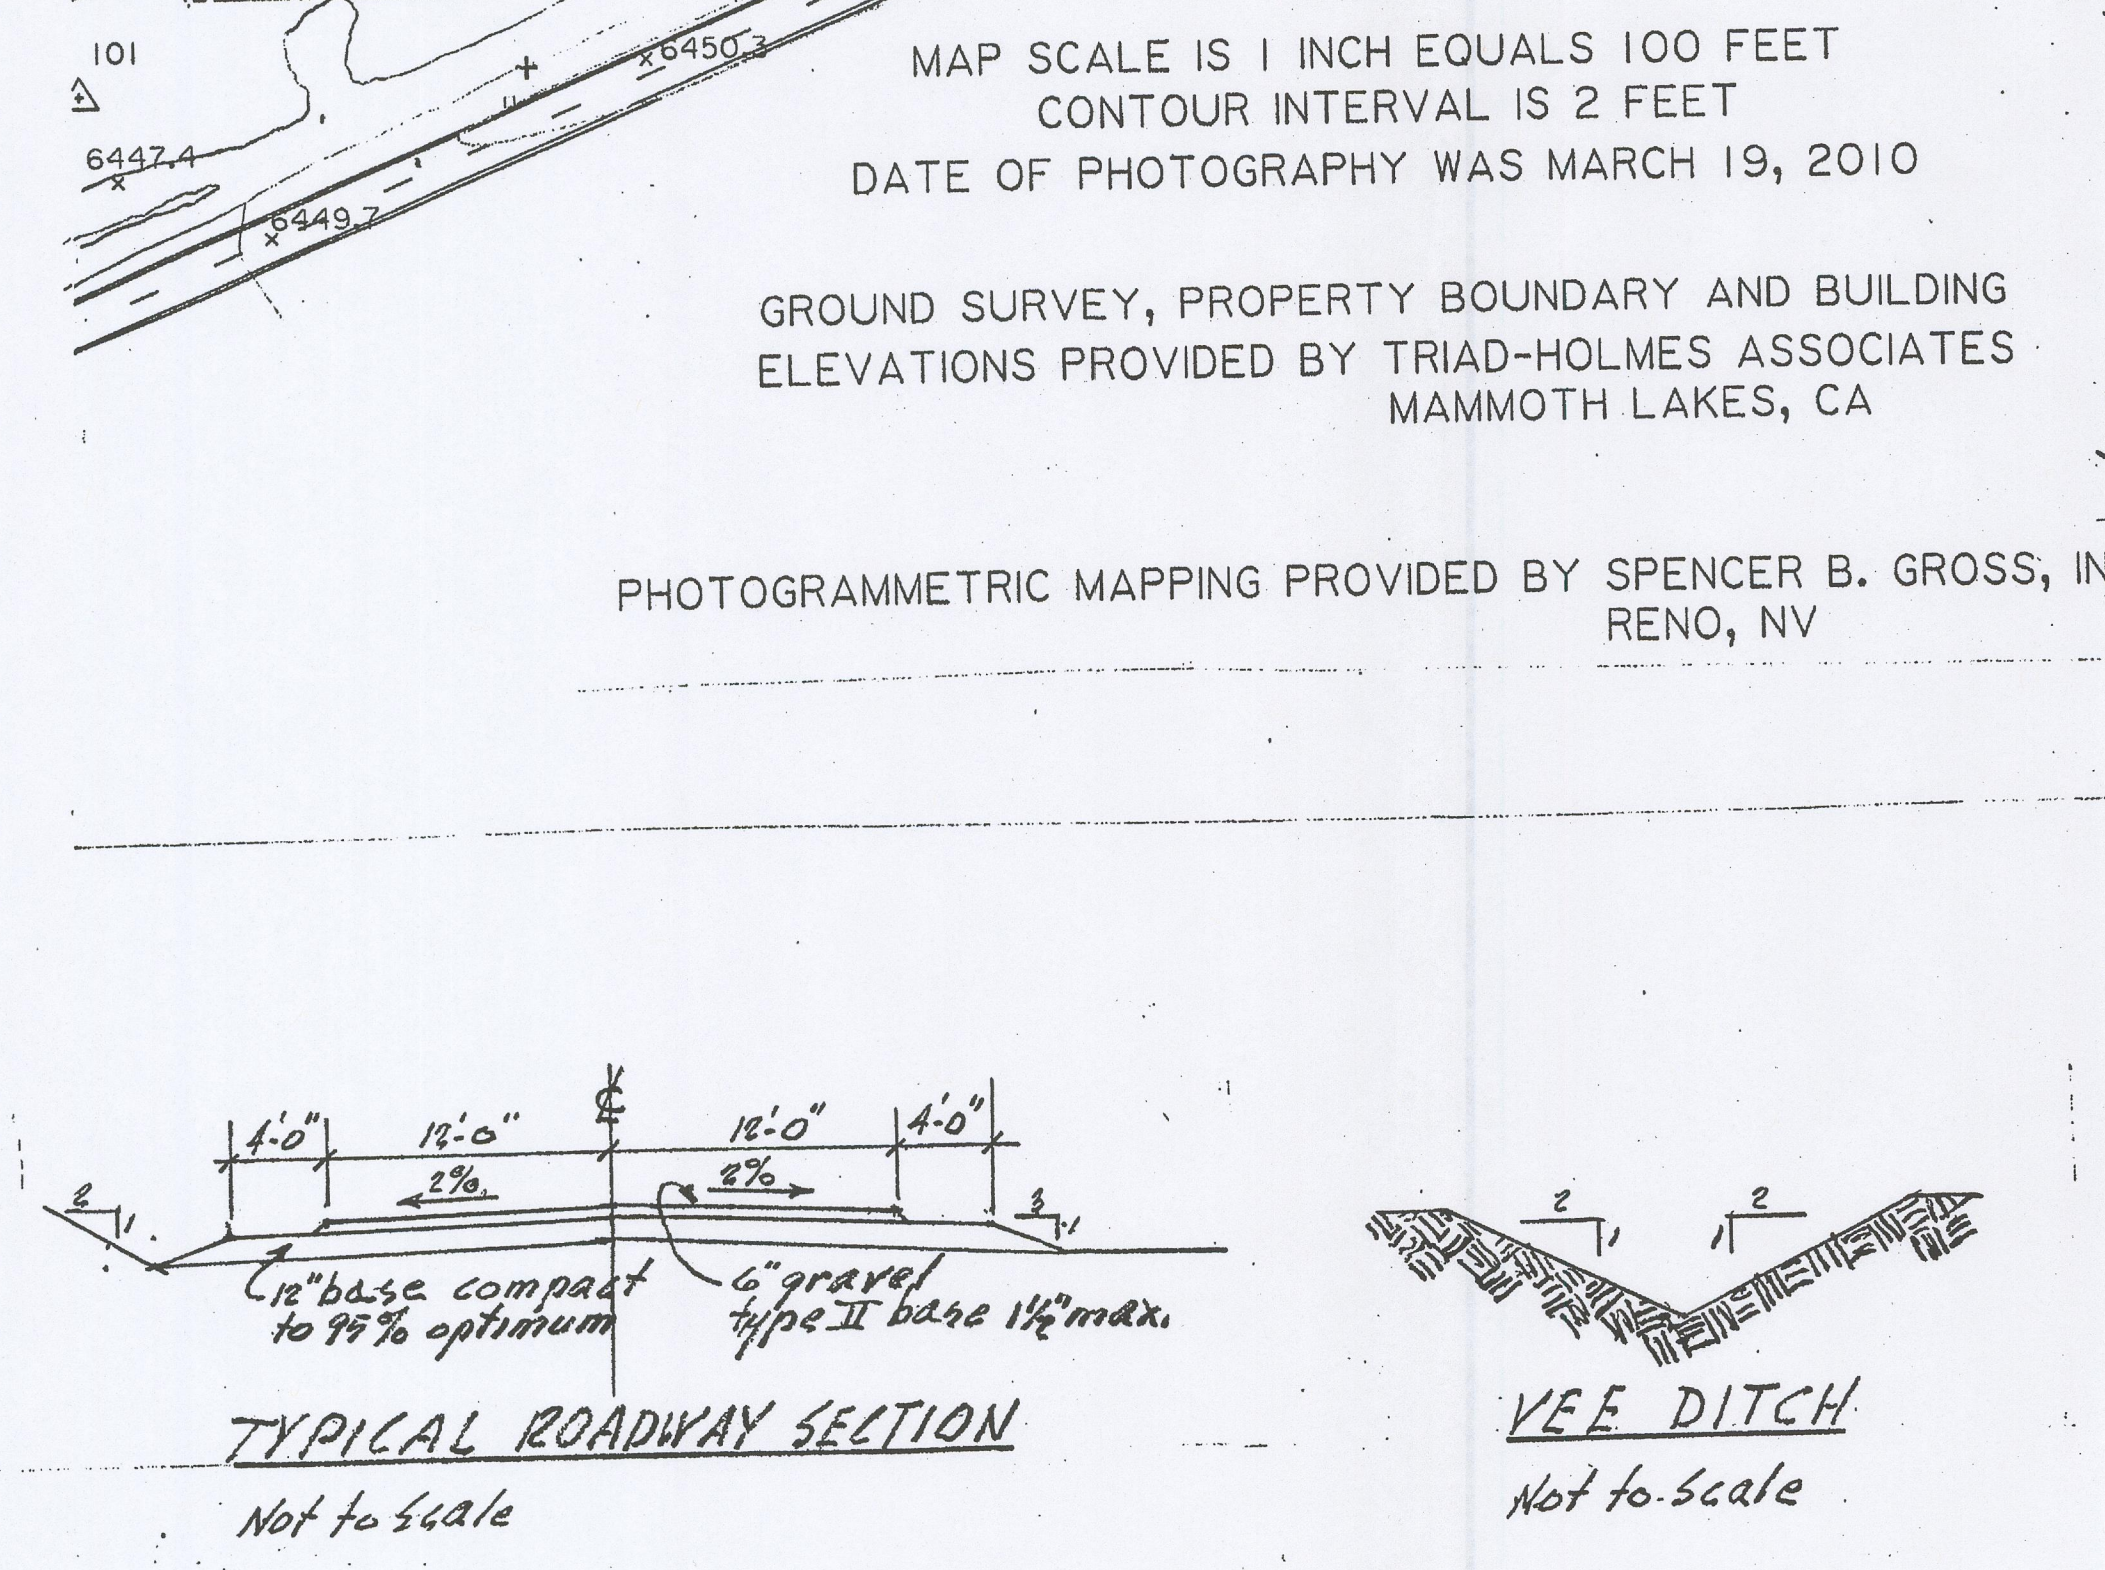 101
6450.3
6447.4
6449.7
MAP SCALE IS 1 INCH EQUALS 100 FEET
CONTOUR INTERVAL IS 2 FEET
DATE OF PHOTOGRAPHY WAS MARCH 19, 2010
GROUND SURVEY, PROPERTY BOUNDARY AND BUILDING
ELEVATIONS PROVIDED BY TRIAD-HOLMES ASSOCIATES
MAMMOTH LAKES, CA
PHOTOGRAMMETRIC MAPPING PROVIDED BY SPENCER B. GROSS, IN
RENO, NV
℄
4'-0" 12'-0" 12'-0" 4'-0"
2% 2%
2 1
3 1
12" base compact
to 95% optimum
6" gravel
type II base 1½" max.
TYPICAL ROADWAY SECTION
Not to Scale
2 1
1 2
VEE DITCH
Not to Scale